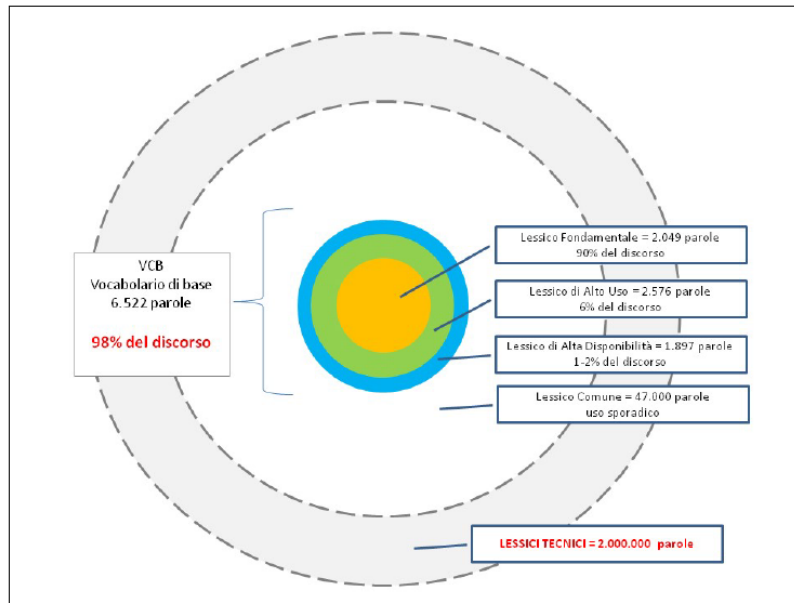 VCB
Vocabolario di base
6.522 parole
98% del discorso
Lessico Fondamentale = 2.049 parole
90% del discorso
Lessico di Alto Uso = 2.576 parole
6% del discorso
Lessico di Alta Disponibilità = 1.897 parole
1-2% del discorso
Lessico Comune = 47.000 parole
uso sporadico
LESSICI TECNICI = 2.000.000 parole